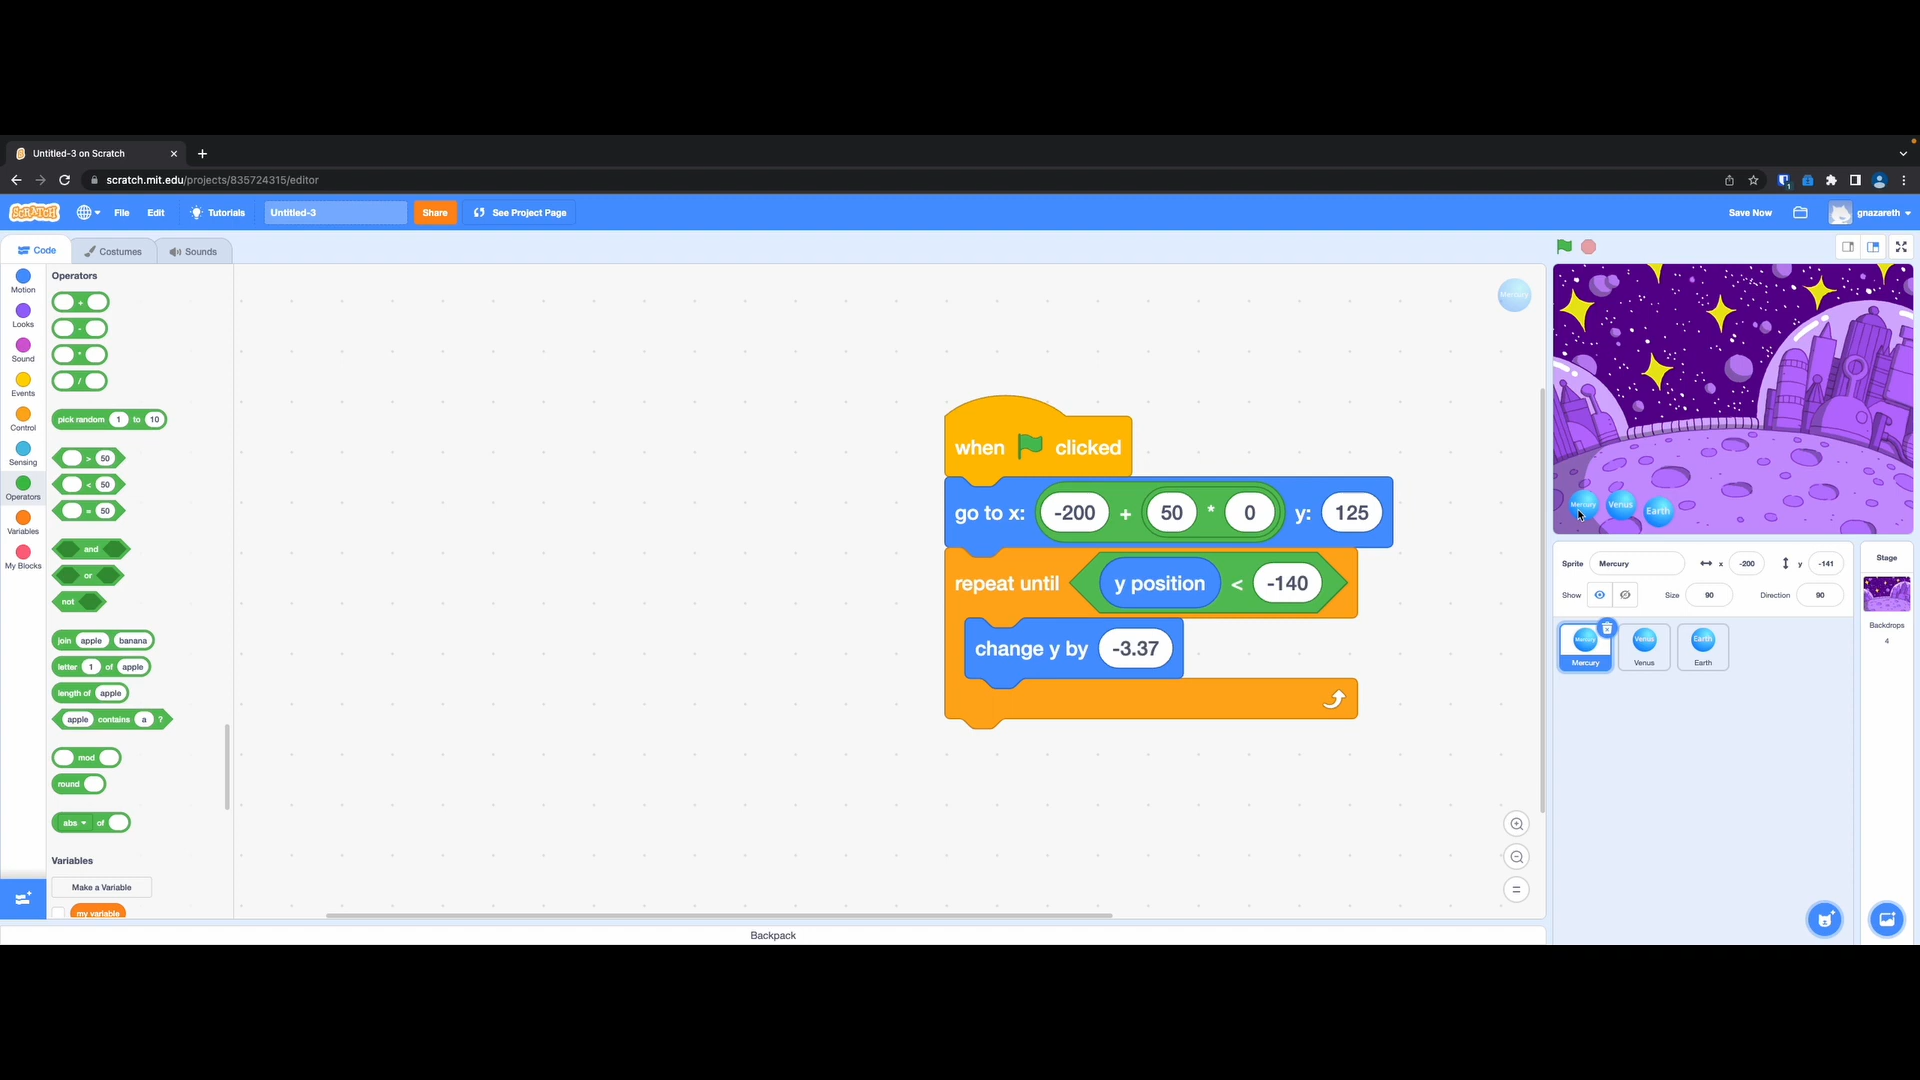 Untitled-3 on Scratch
scratch.mit.edu/projects/835724315/editor
SCRATCH
File
Edit
Tutorials
Untitled-3
Share
See Project Page
Save Now
gnazareth
Code
Costumes
Sounds
Motion
Looks
Sound
Events
Control
Sensing
Operators
Variables
My Blocks
Operators
+
-
*
/
pick random 1 to 10
> 50
< 50
= 50
and
or
not
join apple banana
letter 1 of apple
length of apple
apple contains a ?
mod
round
abs of
Variables
Make a Variable
my variable
Mercury
when clicked
go to x: -200 + 50 * 0 y: 125
repeat until y position < -140
change y by -3.37
Backpack
Mercury
Venus
Earth
Sprite Mercury x -200 y -141
Show Size 90 Direction 90
Mercury
Mercury
Venus
Venus
Earth
Earth
Stage
Backdrops
4